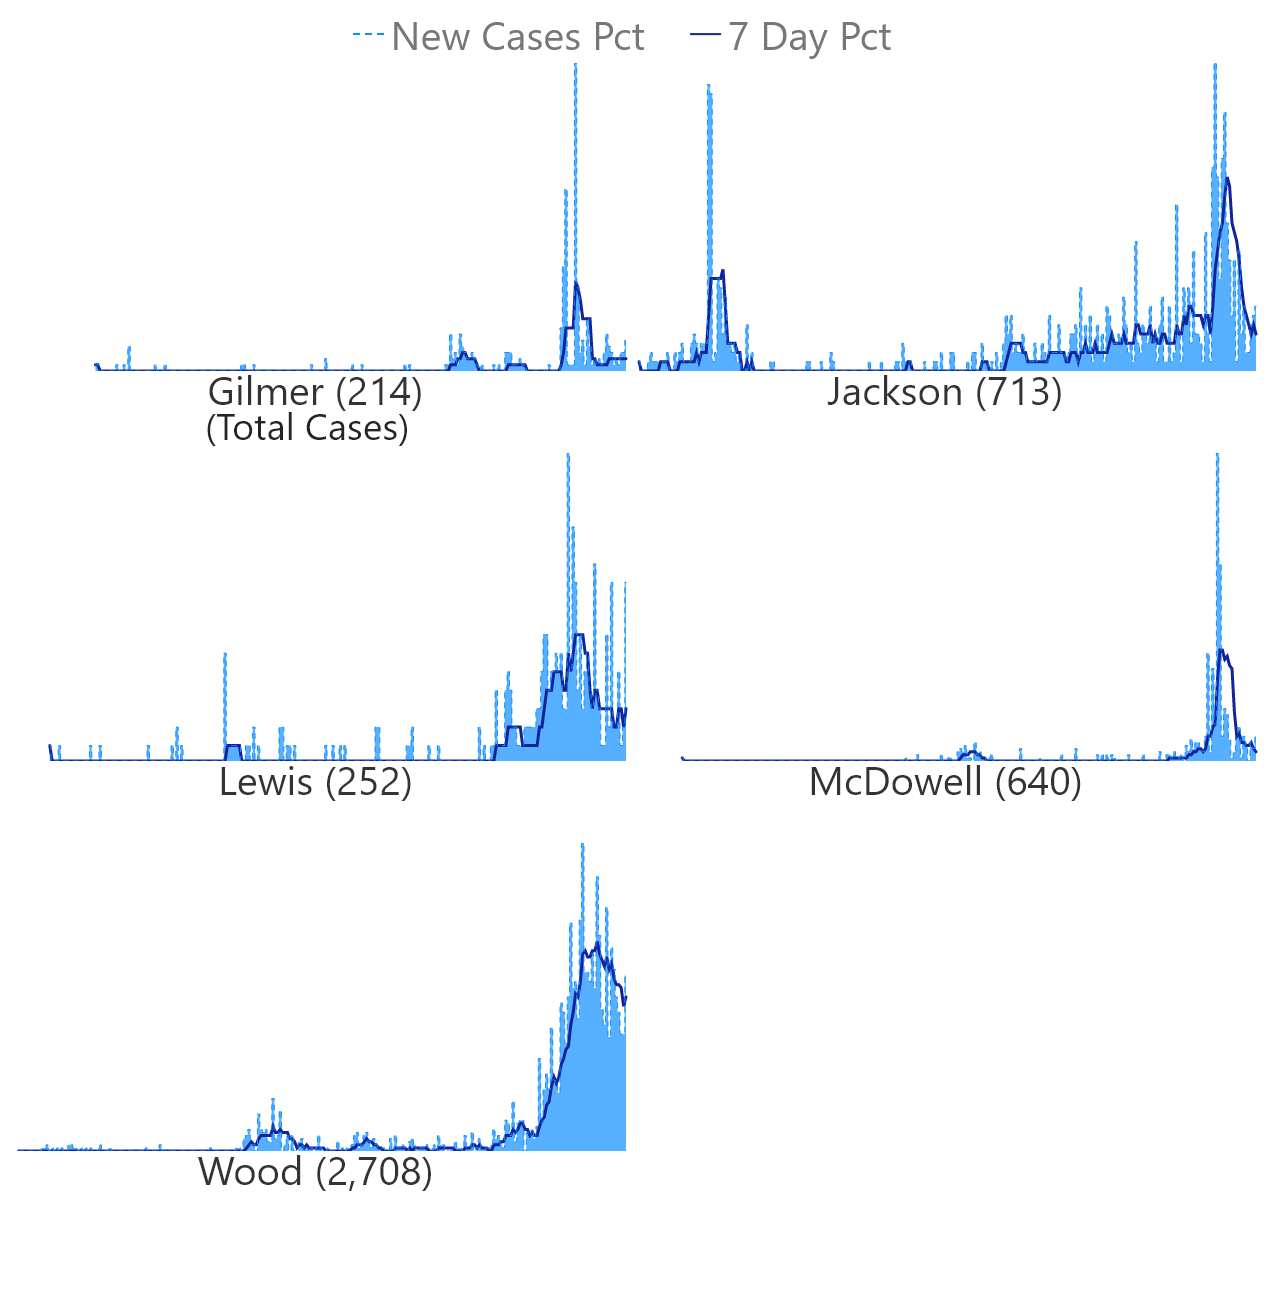 New Cases Pct 7 Day Pct
Gilmer (214)
(Total Cases)
Jackson (713)
Lewis (252)
McDowell (640)
Wood (2,708)